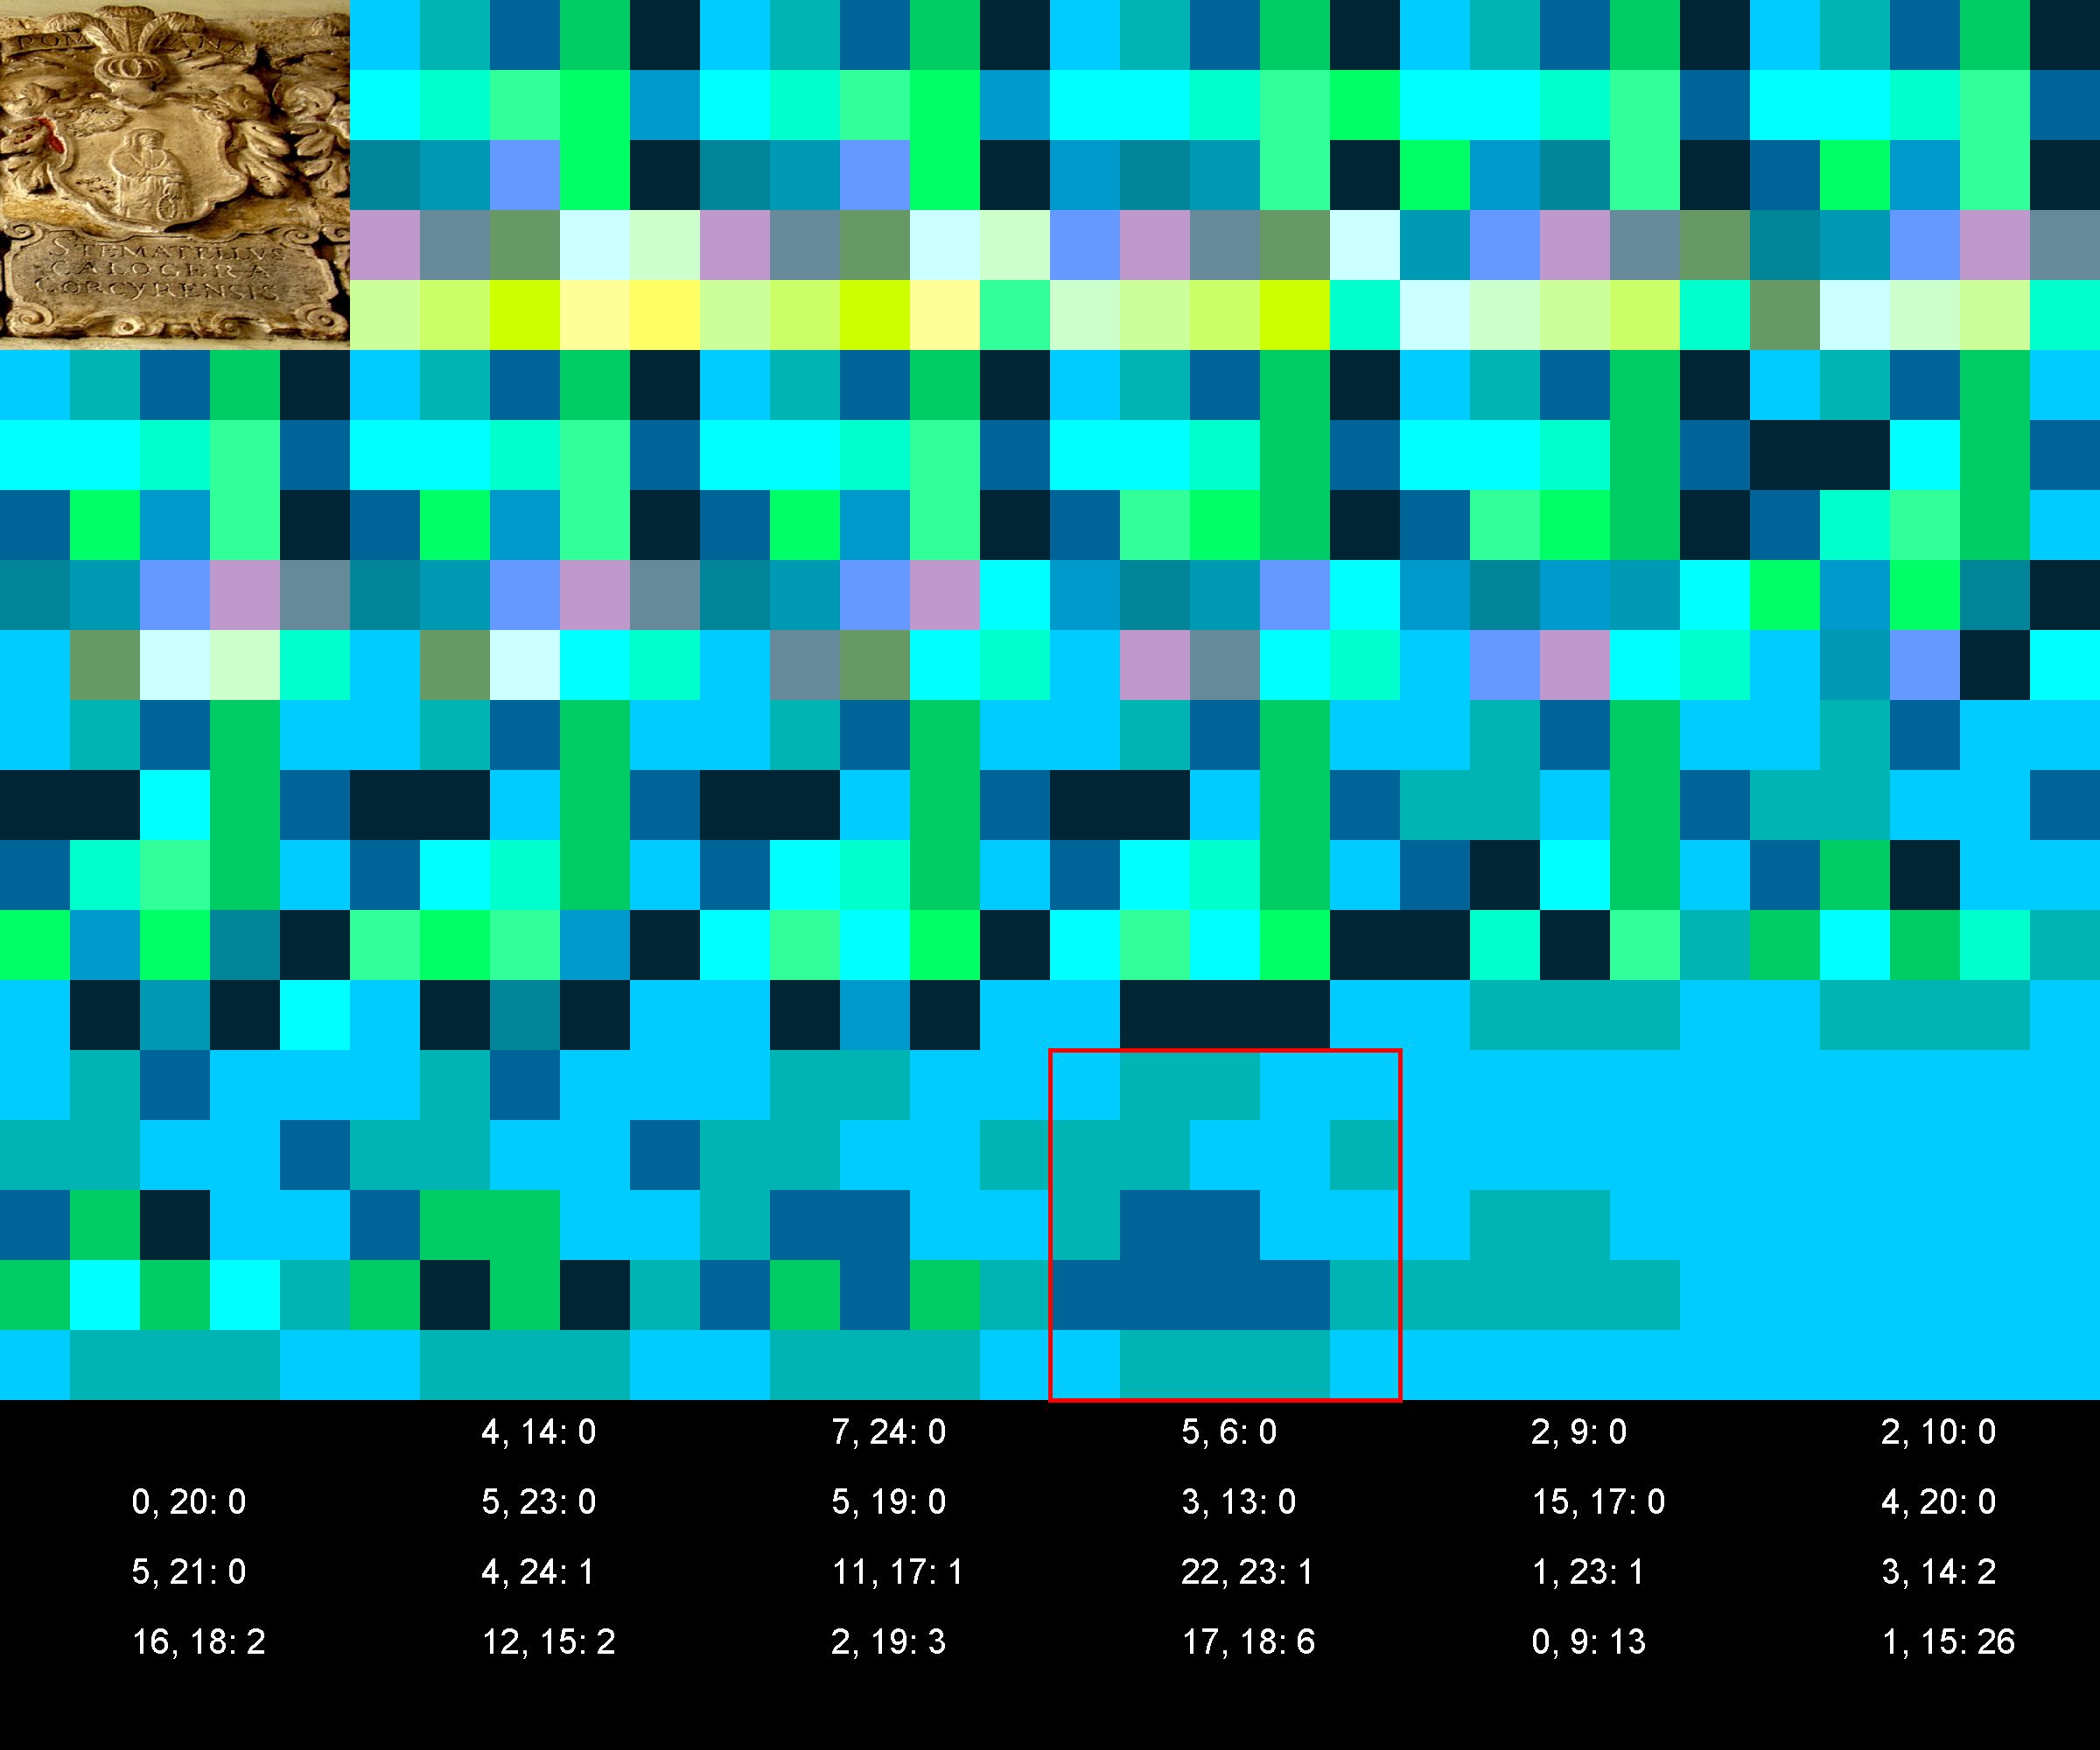 STEMATELLVS
CALOGERA
CORCYRENSIS
4, 14: 0 7, 24: 0 5, 6: 0 2, 9: 0 2, 10: 0
0, 20: 0 5, 23: 0 5, 19: 0 3, 13: 0 15, 17: 0 4, 20: 0
5, 21: 0 4, 24: 1 11, 17: 1 22, 23: 1 1, 23: 1 3, 14: 2
16, 18: 2 12, 15: 2 2, 19: 3 17, 18: 6 0, 9: 13 1, 15: 26